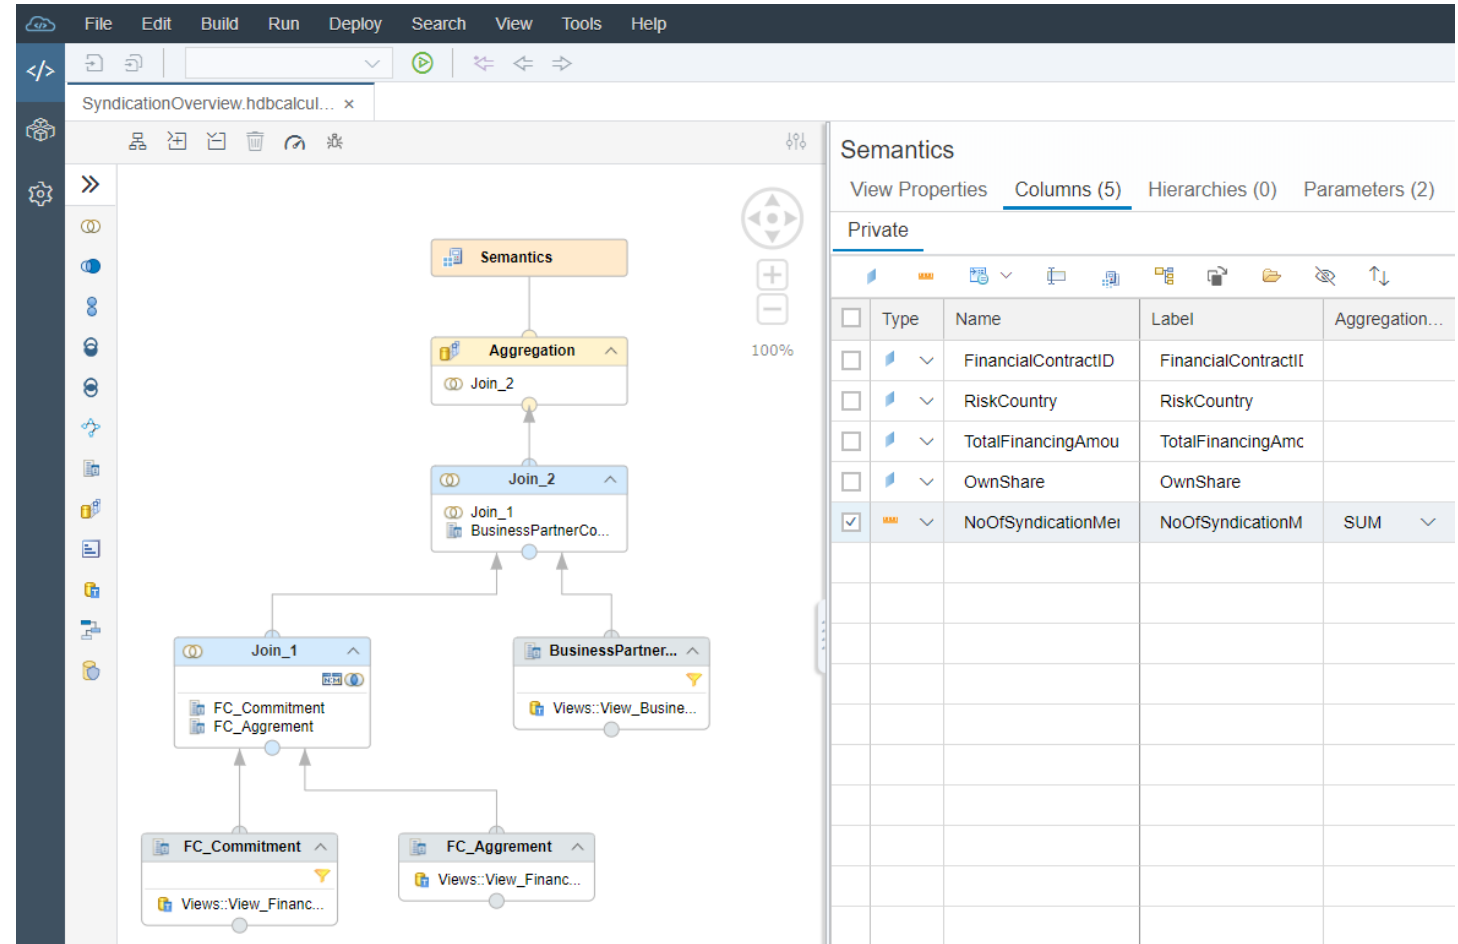 File Edit Build Run Deploy Search View Tools Help
SyndicationOverview.hdbcalcul... ×
Semantics
View Properties Columns (5) Hierarchies (0) Parameters (2)
Private
Type Name Label Aggregation...
FinancialContractID FinancialContractIC
RiskCountry RiskCountry
TotalFinancingAmou TotalFinancingAmc
OwnShare OwnShare
NoOfSyndicationMei NoOfSyndicationM SUM
100%
Semantics
Aggregation
Join_2
Join_2
Join_1
BusinessPartnerCo...
Join_1
N:M
FC_Commitment
FC_Aggrement
BusinessPartner...
Views::View_Busine...
FC_Commitment
Views::View_Financ...
FC_Aggrement
Views::View_Financ...